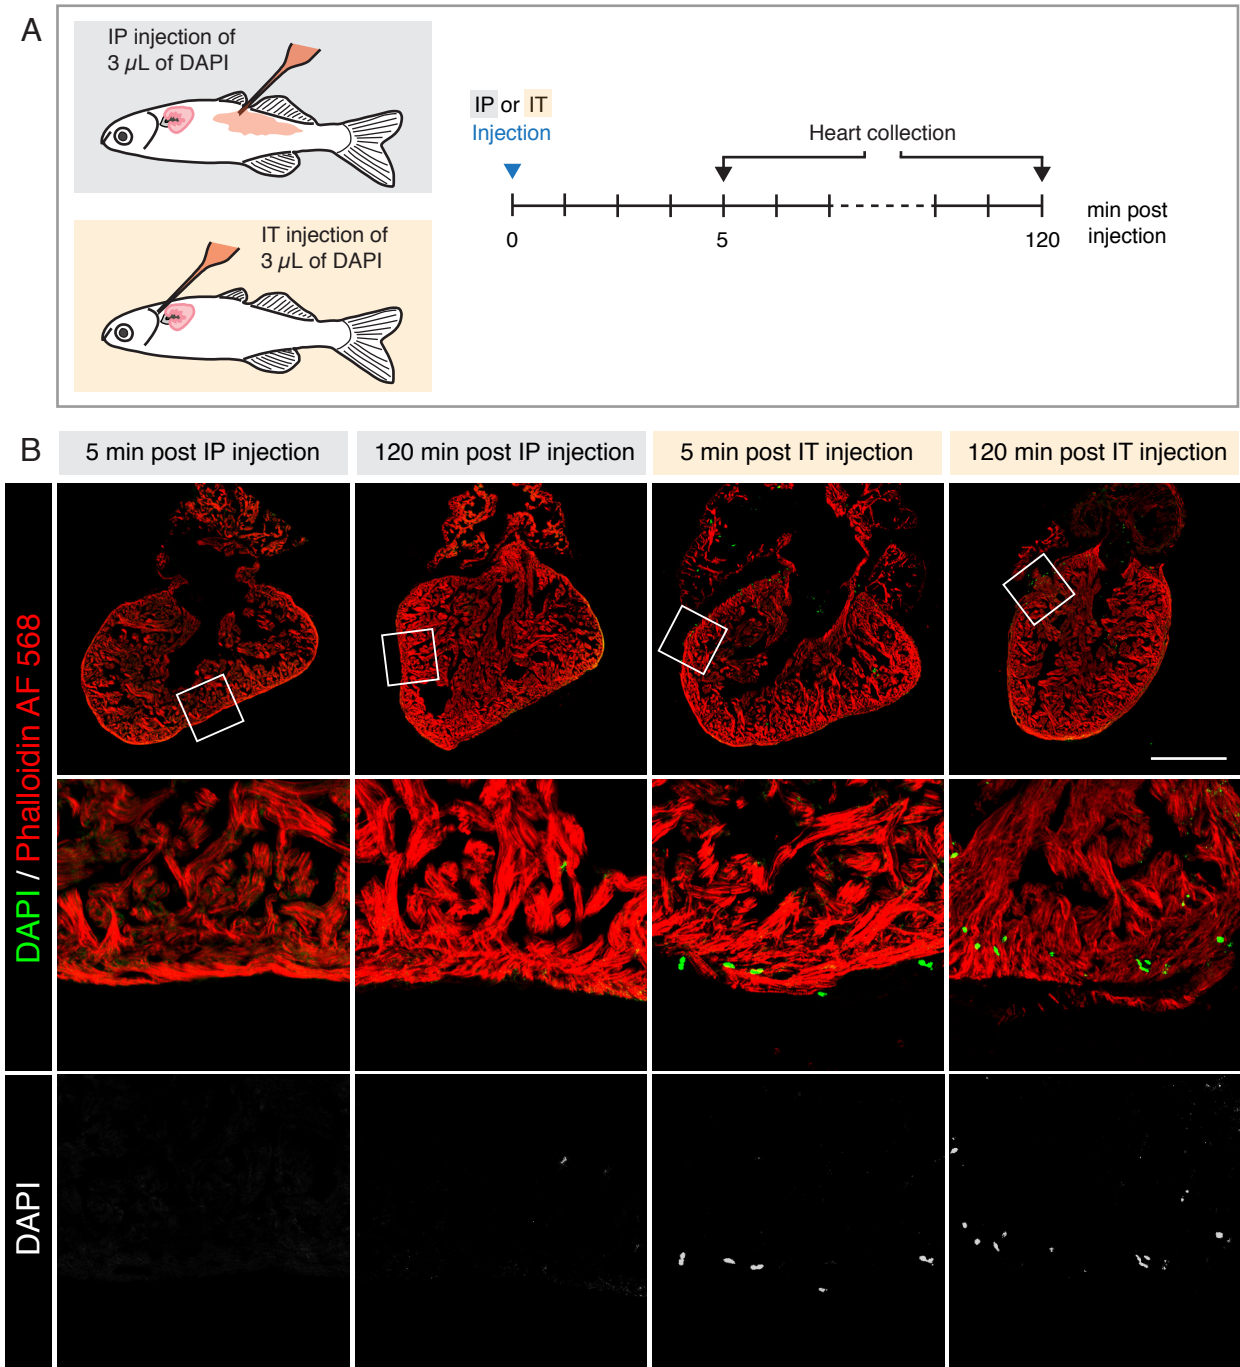 A
IP injection of
3 µL of DAPI
IT injection of
3 µL of DAPI
IP or IT
Injection
Heart collection
0
5
120
min post
injection
B
5 min post IP injection
120 min post IP injection
5 min post IT injection
120 min post IT injection
DAPI / Phalloidin AF 568
DAPI